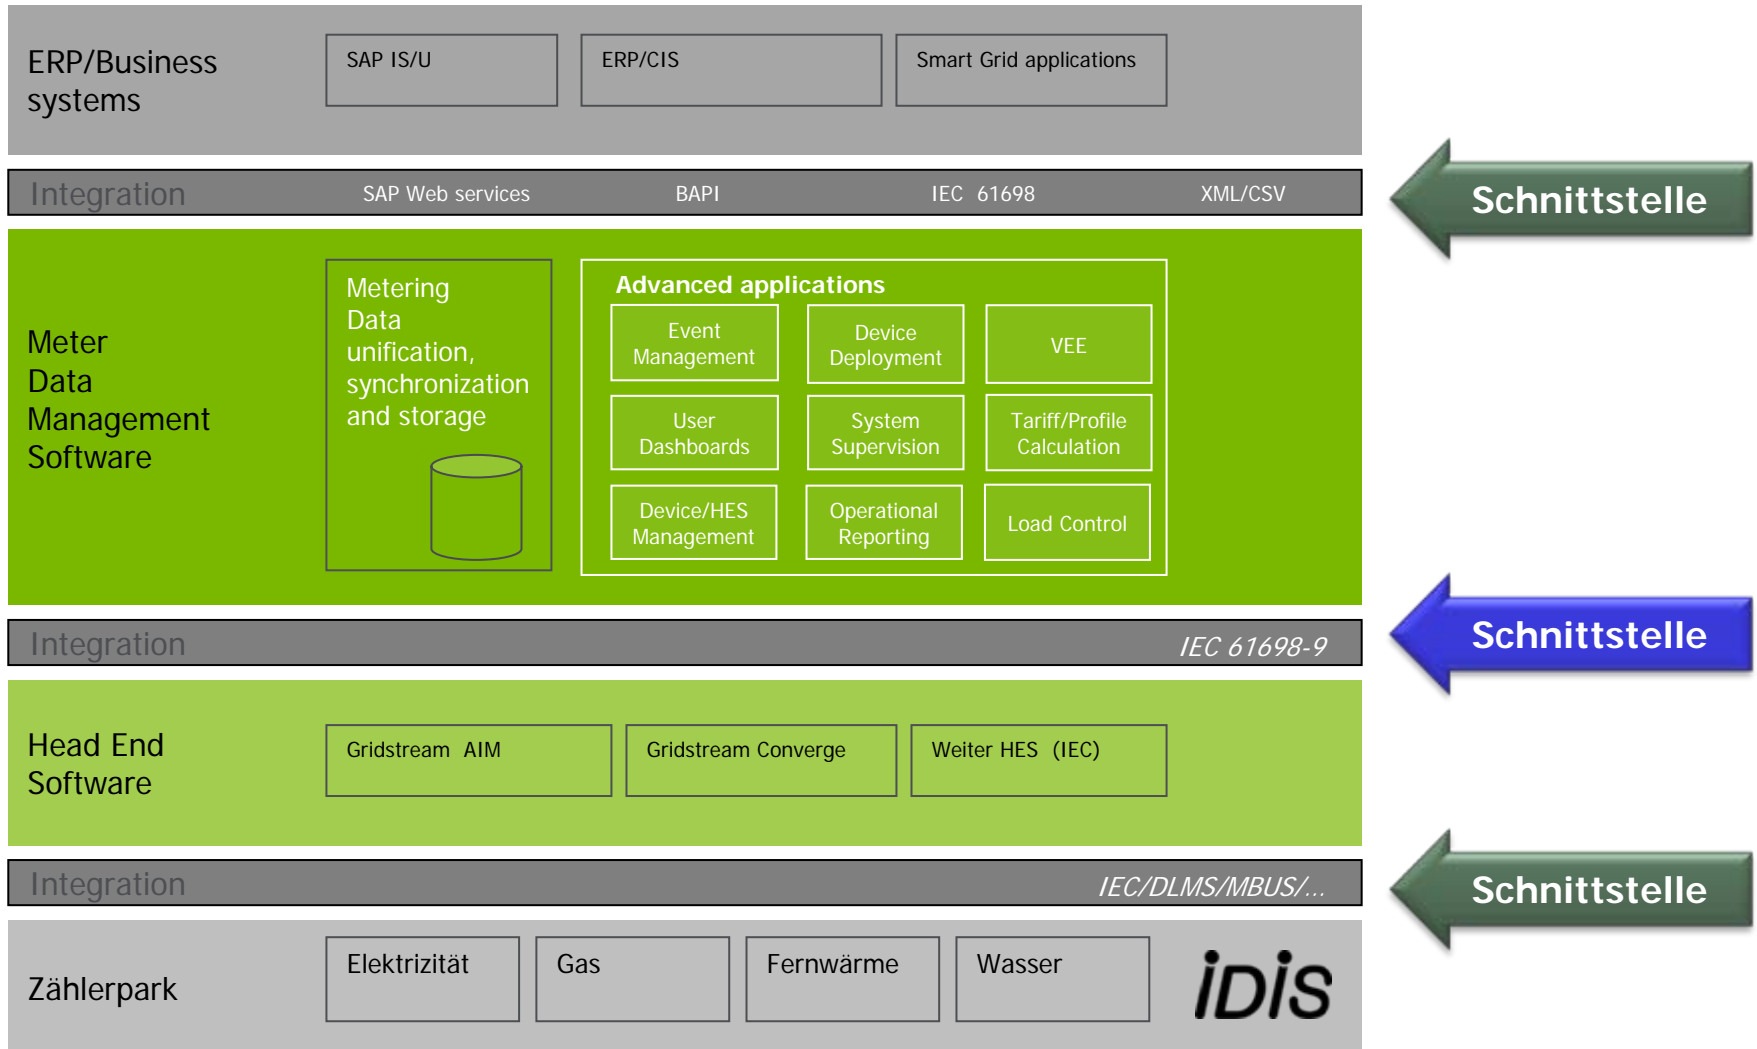 ERP/Business
systems
SAP IS/U
ERP/CIS
Smart Grid applications
Integration
SAP Web services
BAPI
IEC 61698
XML/CSV
Schnittstelle
Meter
Data
Management
Software
Metering
Data
unification,
synchronization
and storage
Advanced applications
Event
Management
Device
Deployment
VEE
User
Dashboards
System
Supervision
Tariff/Profile
Calculation
Device/HES
Management
Operational
Reporting
Load Control
Integration
IEC 61698-9
Schnittstelle
Head End
Software
Gridstream AIM
Gridstream Converge
Weiter HES (IEC)
Integration
IEC/DLMS/MBUS/...
Schnittstelle
Zählerpark
Elektrizität
Gas
Fernwärme
Wasser
iDiS